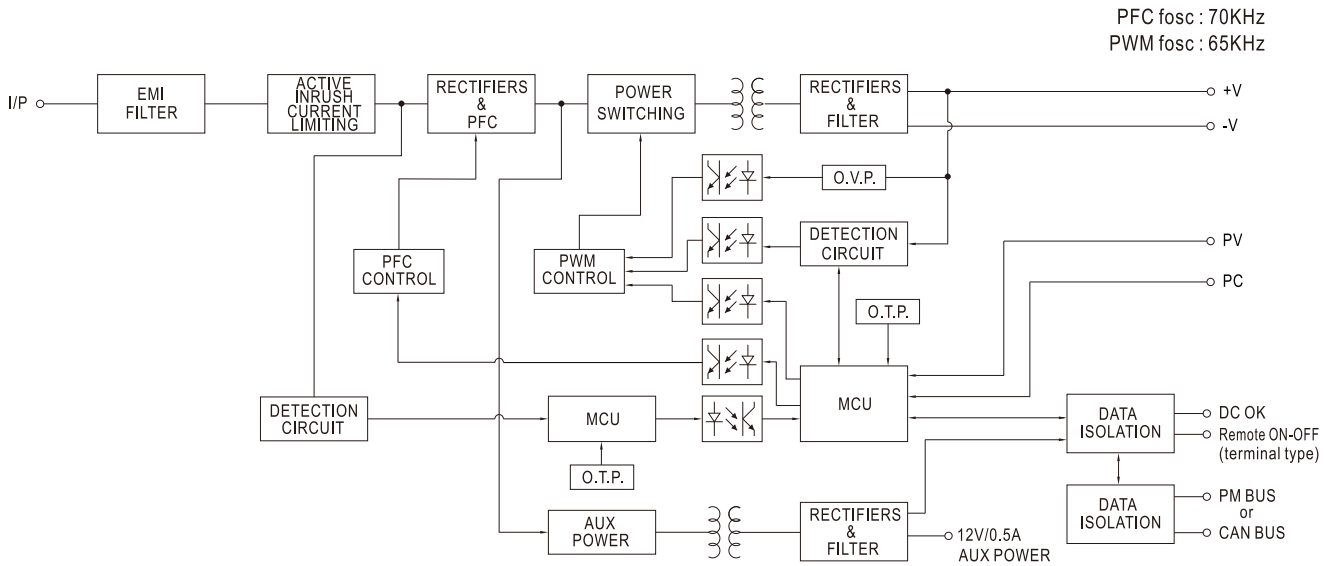 PFC fosc : 70KHz
PWM fosc : 65KHz
I/P
EMI
FILTER
ACTIVE
INRUSH
CURRENT
LIMITING
RECTIFIERS
&
PFC
POWER
SWITCHING
RECTIFIERS
&
FILTER
+V
-V
O.V.P.
DETECTION
CIRCUIT
PFC
CONTROL
PWM
CONTROL
PV
PC
O.T.P.
MCU
DETECTION
CIRCUIT
MCU
O.T.P.
DATA
ISOLATION
DC OK
Remote ON-OFF
(terminal type)
AUX
POWER
RECTIFIERS
&
FILTER
12V/0.5A
AUX POWER
DATA
ISOLATION
PM BUS
or
CAN BUS